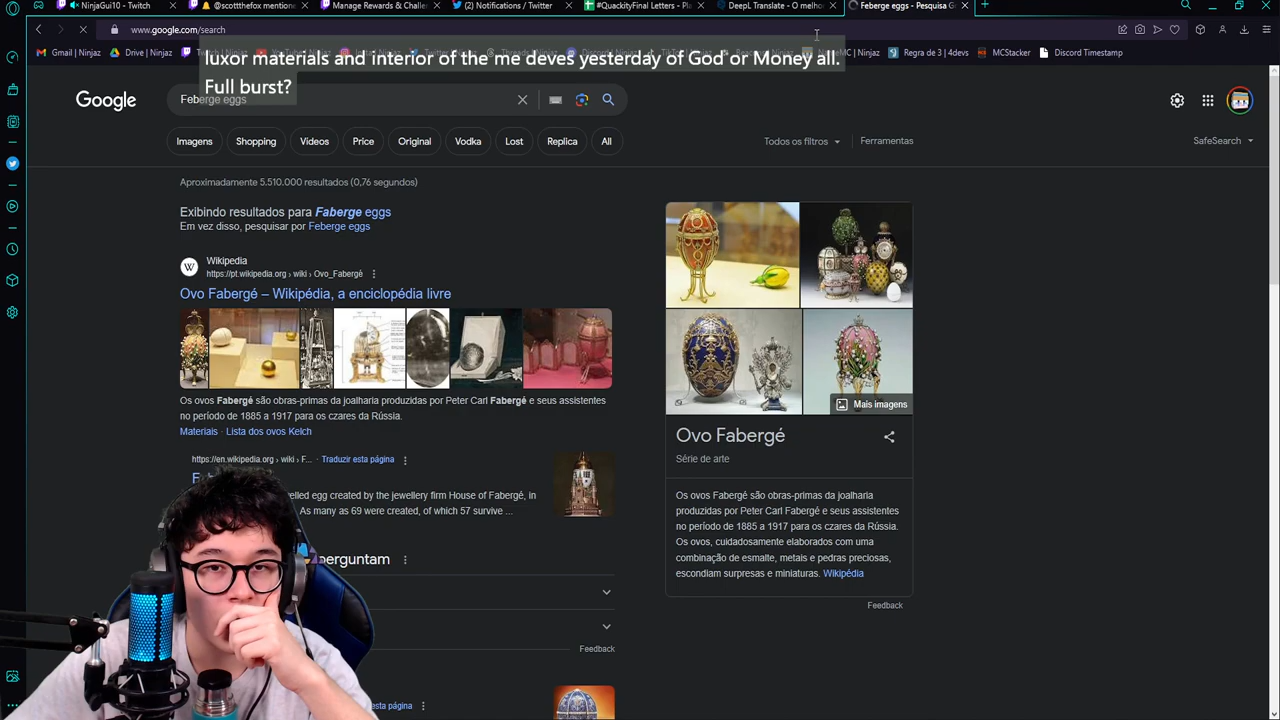 NinjaGui10 - Twitch
@scottthefox mentione
Manage Rewards & Challe
(2) Notifications / Twitter
#QuackityFinal Letters - Pla
DeepL Translate - O melho
Feberge eggs - Pesquisa G
www.google.com/search
Gmail | Ninjaz
Drive | Ninjaz
Regra de 3 | 4devs
MCStacker
Discord Timestamp
luxor materials and interior of the me deves yesterday of God or Money all.
Full burst?
Google
Feberge eggs
Imagens
Shopping
Videos
Price
Original
Vodka
Lost
Replica
All
Todos os filtros
Ferramentas
SafeSearch
Aproximadamente 5.510.000 resultados (0,76 segundos)
Exibindo resultados para Faberge eggs
Em vez disso, pesquisar por Feberge eggs
W
Wikipedia
https://pt.wikipedia.org › wiki › Ovo_Fabergé
Ovo Fabergé – Wikipédia, a enciclopédia livre
Os ovos Fabergé são obras-primas da joalharia produzidas por Peter Carl Fabergé e seus assistentes
no período de 1885 a 1917 para os czares da Rússia.
Materiais · Lista dos ovos Kelch
https://en.wikipedia.org › wiki › F... · Traduzir esta página
elled egg created by the jewellery firm House of Fabergé, in
. As many as 69 were created, of which 57 survive ...
perguntam
Feedback
sta página
Mais imagens
Ovo Fabergé
Série de arte
Os ovos Fabergé são obras-primas da joalharia
produzidas por Peter Carl Fabergé e seus assistentes
no período de 1885 a 1917 para os czares da Rússia.
Os ovos, cuidadosamente elaborados com uma
combinação de esmalte, metais e pedras preciosas,
escondiam surpresas e miniaturas. Wikipédia
Feedback